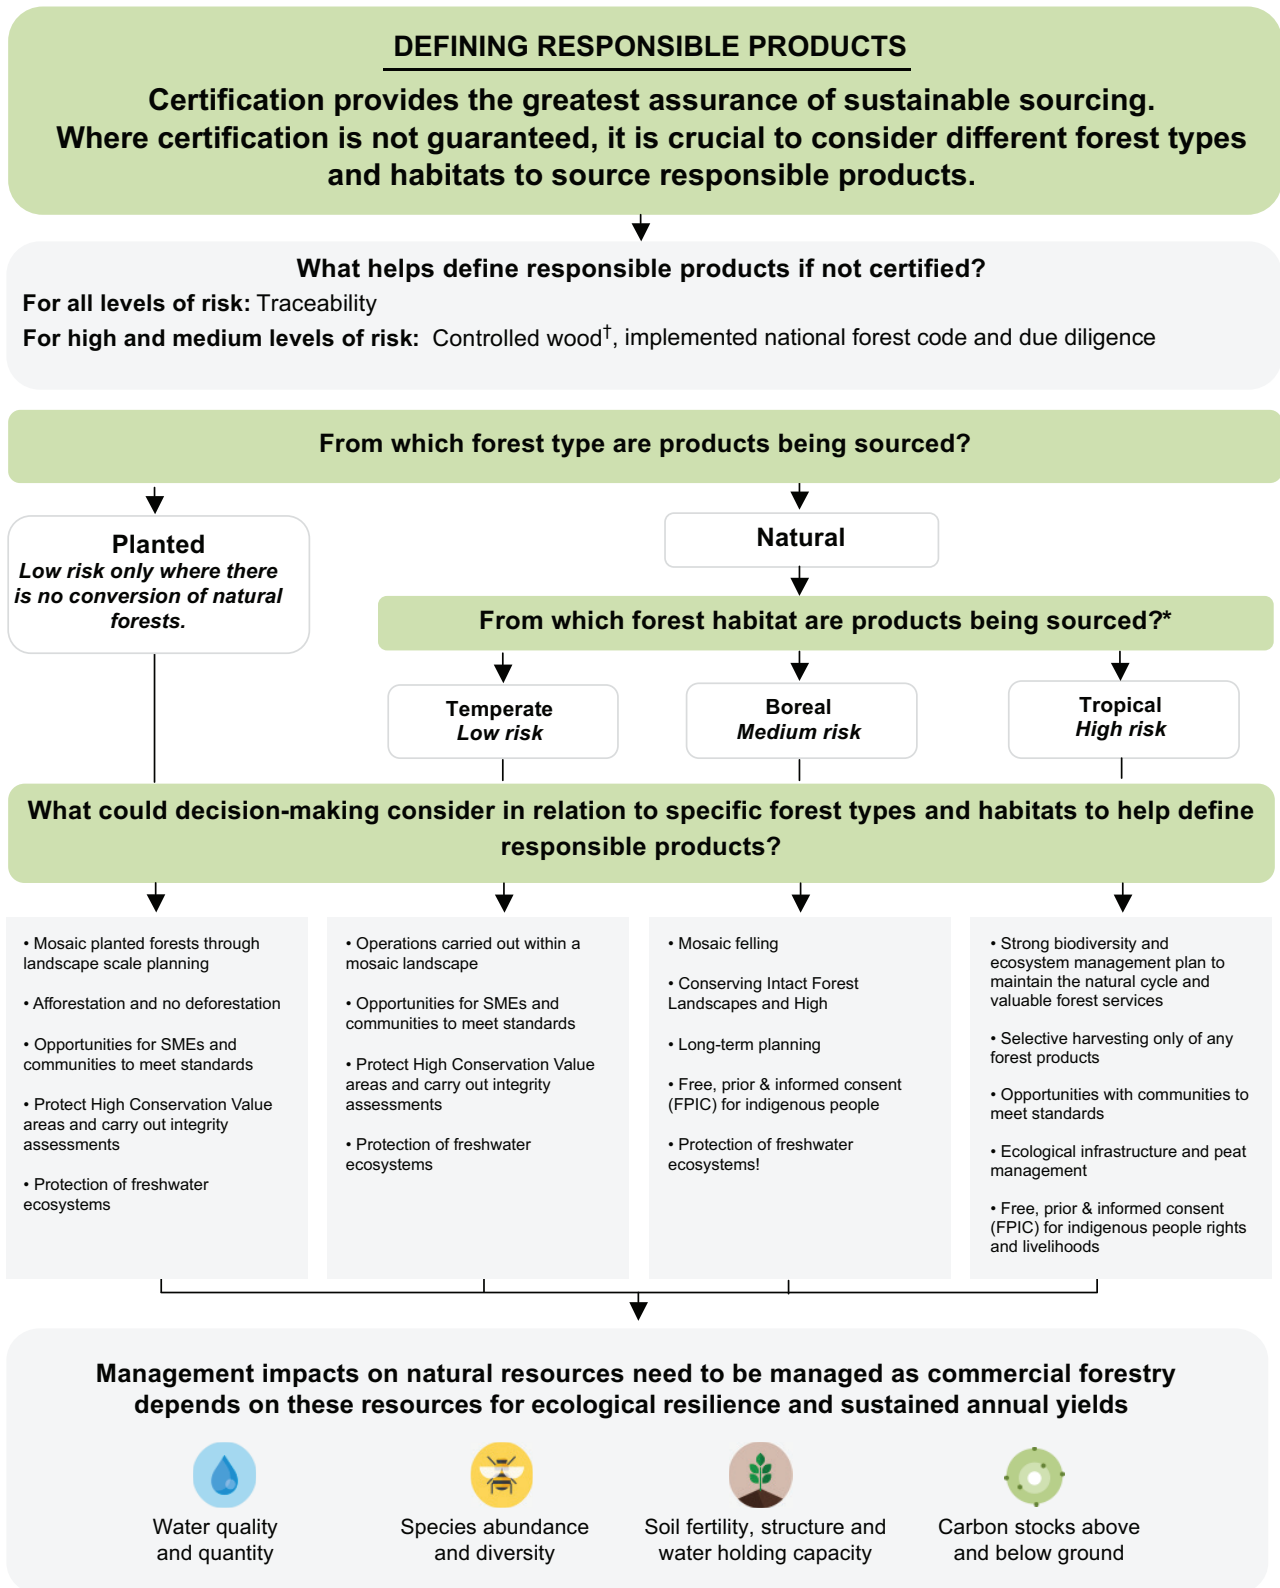 DEFINING RESPONSIBLE PRODUCTS
Certification provides the greatest assurance of sustainable sourcing.
Where certification is not guaranteed, it is crucial to consider different forest types
and habitats to source responsible products.
What helps define responsible products if not certified?
For all levels of risk: Traceability
For high and medium levels of risk: Controlled wood†, implemented national forest code and due diligence
From which forest type are products being sourced?
Planted
Low risk only where there
is no conversion of natural
forests.
Natural
From which forest habitat are products being sourced?*
Temperate
Low risk
Boreal
Medium risk
Tropical
High risk
What could decision-making consider in relation to specific forest types and habitats to help define
responsible products?
• Mosaic planted forests through
landscape scale planning
• Afforestation and no deforestation
• Opportunities for SMEs and
communities to meet standards
• Protect High Conservation Value
areas and carry out integrity
assessments
• Protection of freshwater
ecosystems
• Operations carried out within a
mosaic landscape
• Opportunities for SMEs and
communities to meet standards
• Protect High Conservation Value
areas and carry out integrity
assessments
• Protection of freshwater
ecosystems
• Mosaic felling
• Conserving Intact Forest
Landscapes and High
• Long-term planning
• Free, prior & informed consent
(FPIC) for indigenous people
• Protection of freshwater
ecosystems!
• Strong biodiversity and
ecosystem management plan to
maintain the natural cycle and
valuable forest services
• Selective harvesting only of any
forest products
• Opportunities with communities to
meet standards
• Ecological infrastructure and peat
management
• Free, prior & informed consent
(FPIC) for indigenous people rights
and livelihoods
Management impacts on natural resources need to be managed as commercial forestry
depends on these resources for ecological resilience and sustained annual yields
Water quality
and quantity
Species abundance
and diversity
Soil fertility, structure and
water holding capacity
Carbon stocks above
and below ground